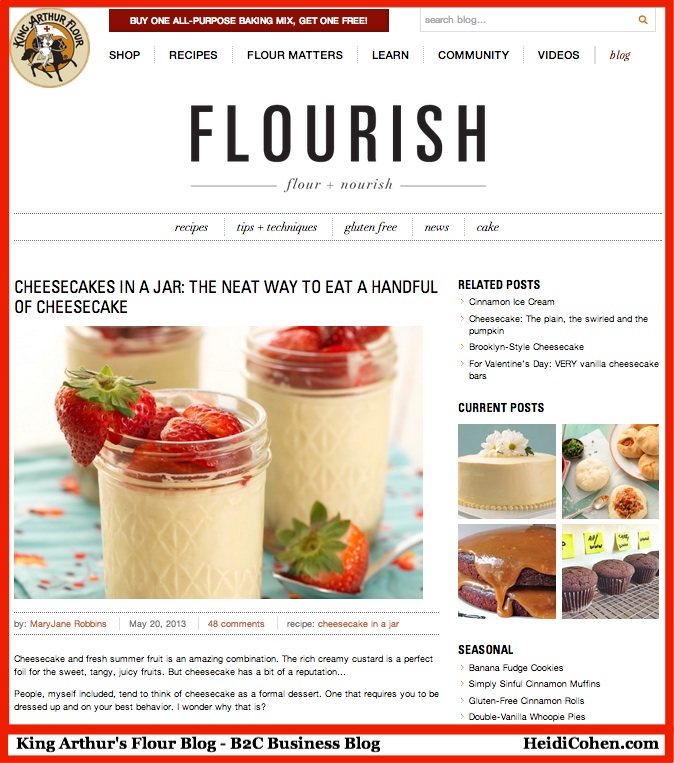 KING ARTHUR FLOUR
BUY ONE ALL-PURPOSE BAKING MIX, GET ONE FREE!
search blog...
SHOP RECIPES FLOUR MATTERS LEARN COMMUNITY VIDEOS blog
FLOURISH
flour + nourish
recipes tips + techniques gluten free news cake
CHEESECAKES IN A JAR: THE NEAT WAY TO EAT A HANDFUL
OF CHEESECAKE
by: MaryJane Robbins May 20, 2013 48 comments recipe: cheesecake in a jar
Cheesecake and fresh summer fruit is an amazing combination. The rich creamy custard is a perfect
foil for the sweet, tangy, juicy fruits. But cheesecake has a bit of a reputation...
People, myself included, tend to think of cheesecake as a formal dessert. One that requires you to be
dressed up and on your best behavior. I wonder why that is?
RELATED POSTS
Cinnamon Ice Cream
Cheesecake: The plain, the swirled and the
pumpkin
Brooklyn-Style Cheesecake
For Valentine's Day: VERY vanilla cheesecake
bars
CURRENT POSTS
SEASONAL
Banana Fudge Cookies
Simply Sinful Cinnamon Muffins
Gluten-Free Cinnamon Rolls
Double-Vanilla Whoopie Pies
King Arthur's Flour Blog - B2C Business Blog
HeidiCohen.com